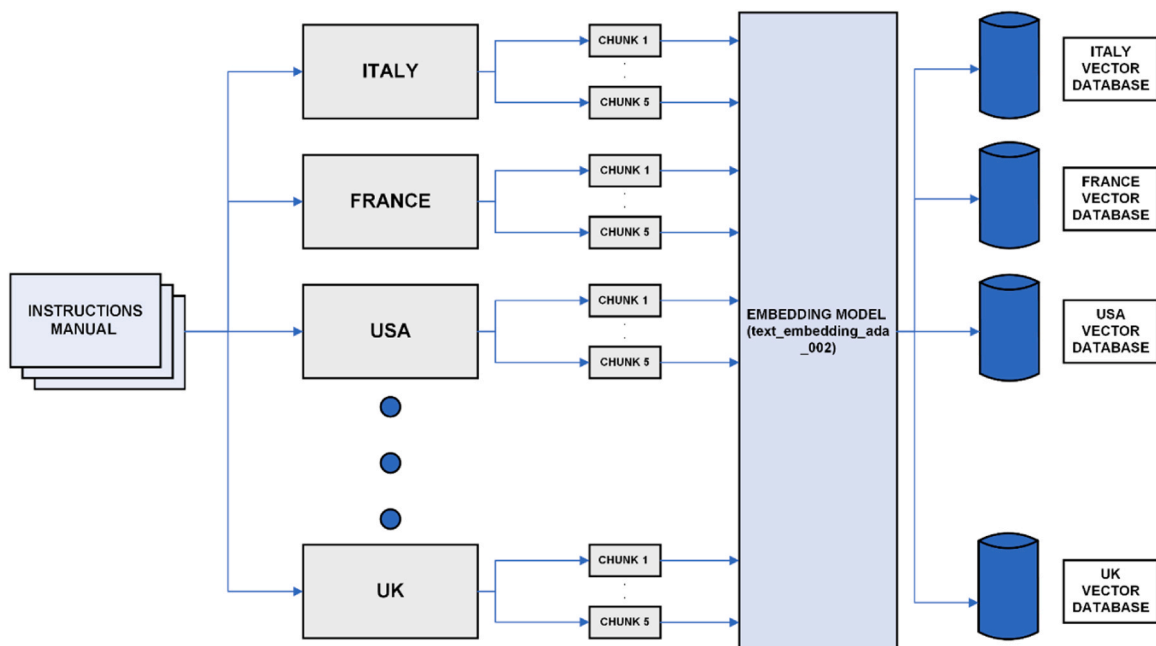 INSTRUCTIONS
MANUAL
ITALY
CHUNK 1
CHUNK 5
FRANCE
CHUNK 1
CHUNK 5
USA
CHUNK 1
CHUNK 5
UK
CHUNK 1
CHUNK 5
EMBEDDING MODEL
(text_embedding_ada
_002)
ITALY
VECTOR
DATABASE
FRANCE
VECTOR
DATABASE
USA
VECTOR
DATABASE
UK
VECTOR
DATABASE